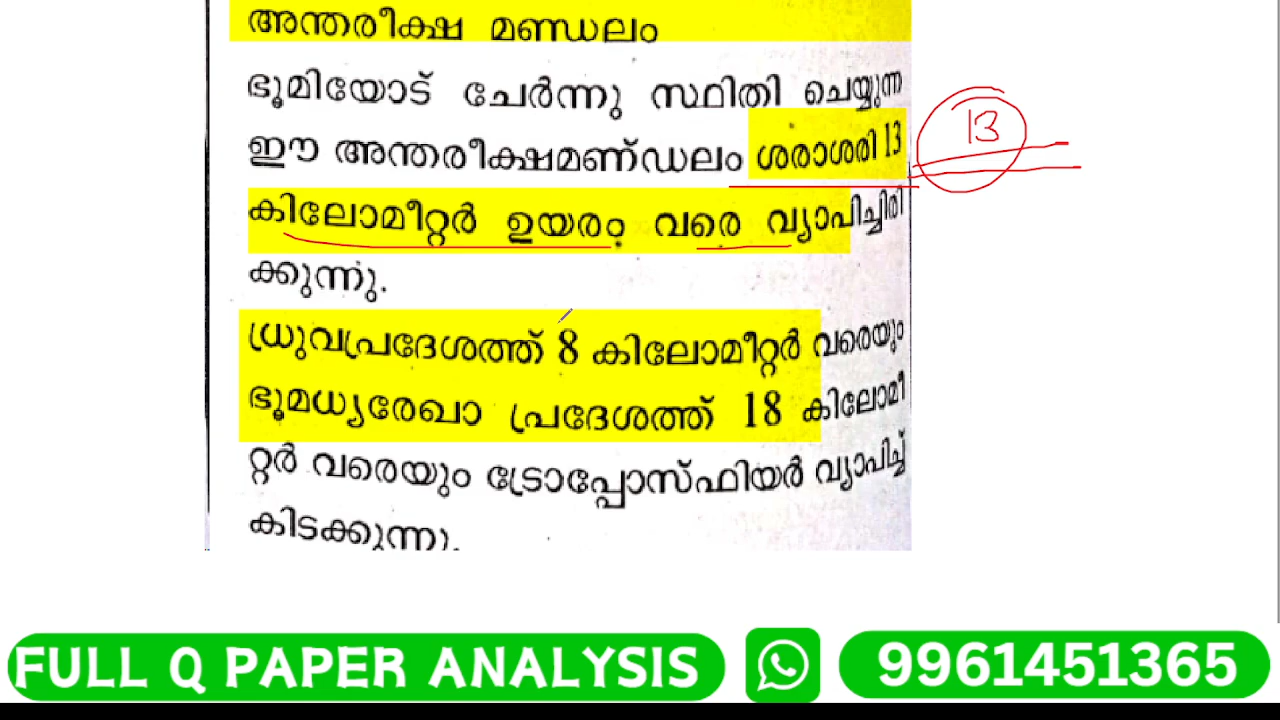 അന്തരീക്ഷ മണ്ഡലം
ഭൂമിയോട് ചേർന്നു സ്ഥിതി ചെയ്യുന്ന
ഈ അന്തരീക്ഷമണ്ഡലം ശരാശരി 13
13
കിലോമീറ്റർ ഉയരം വരെ വ്യാപിച്ചിരി
ക്കുന്നു.
ധ്രുവപ്രദേശത്ത് 8 കിലോമീറ്റർ വരെയും
ഭൂമധ്യരേഖാ പ്രദേശത്ത് 18 കിലോമീ
റ്റർ വരെയും ട്രോപ്പോസ്ഫിയർ വ്യാപിച്ച്
കിടക്കുന്നു.
FULL Q PAPER ANALYSIS 9961451365